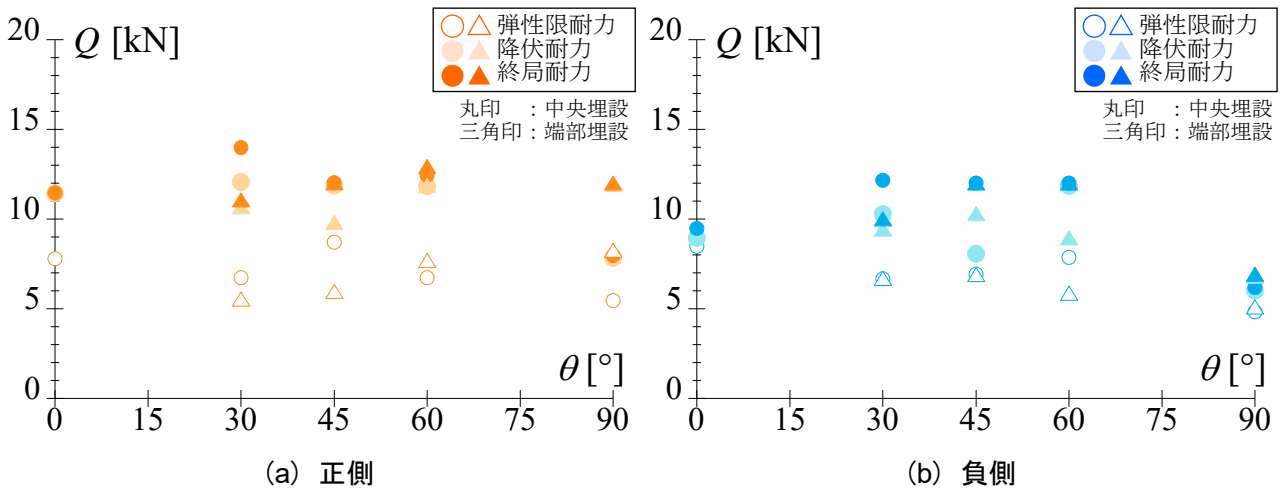 20
Q [kN]
弾性限耐力
降伏耐力
終局耐力
丸印 :中央埋設
三角印:端部埋設
15
10
5
0
θ [°]
0 15 30 45 60 75 90
(a) 正側
20
Q [kN]
弾性限耐力
降伏耐力
終局耐力
丸印 :中央埋設
三角印:端部埋設
15
10
5
0
θ [°]
0 15 30 45 60 75 90
(b) 負側